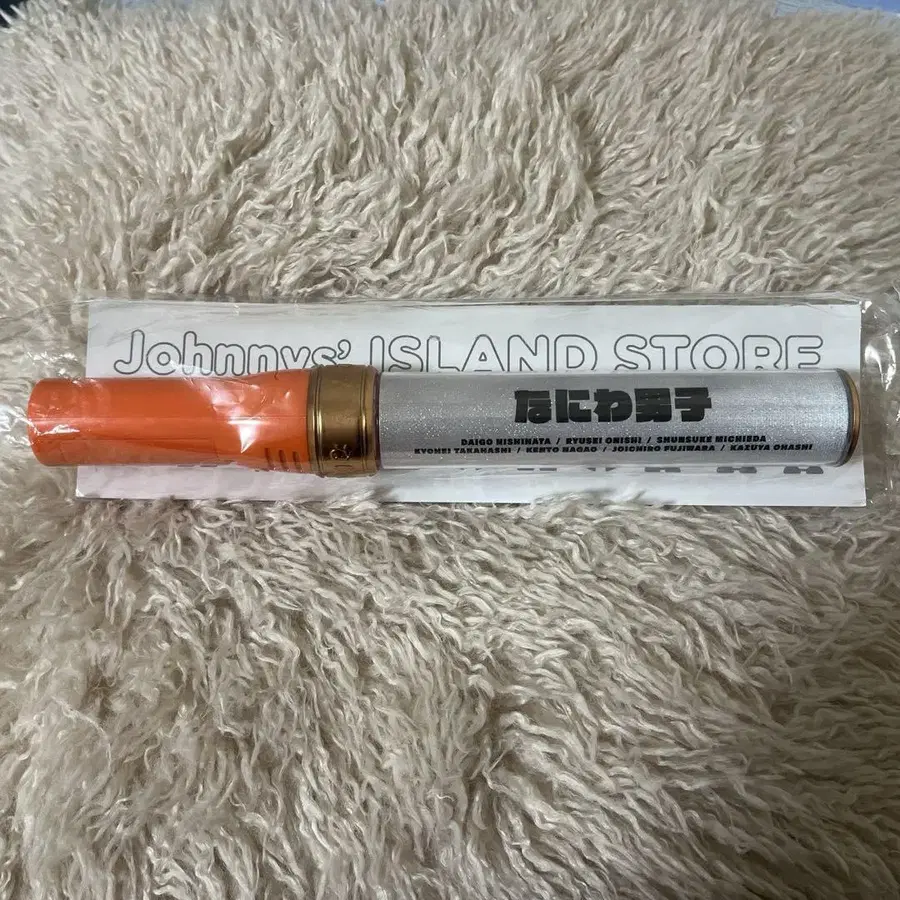 Johnnys' ISLAND STORE
なにわ男子
DAIGO NISHIHATA / RYUSEI ONISHI / SHUNSUKE MICHIEDA
KYOHEI TAKAHASHI / KENTO NAGAO / JOICHIRO FUJIWARA / KAZUYA OHASHI